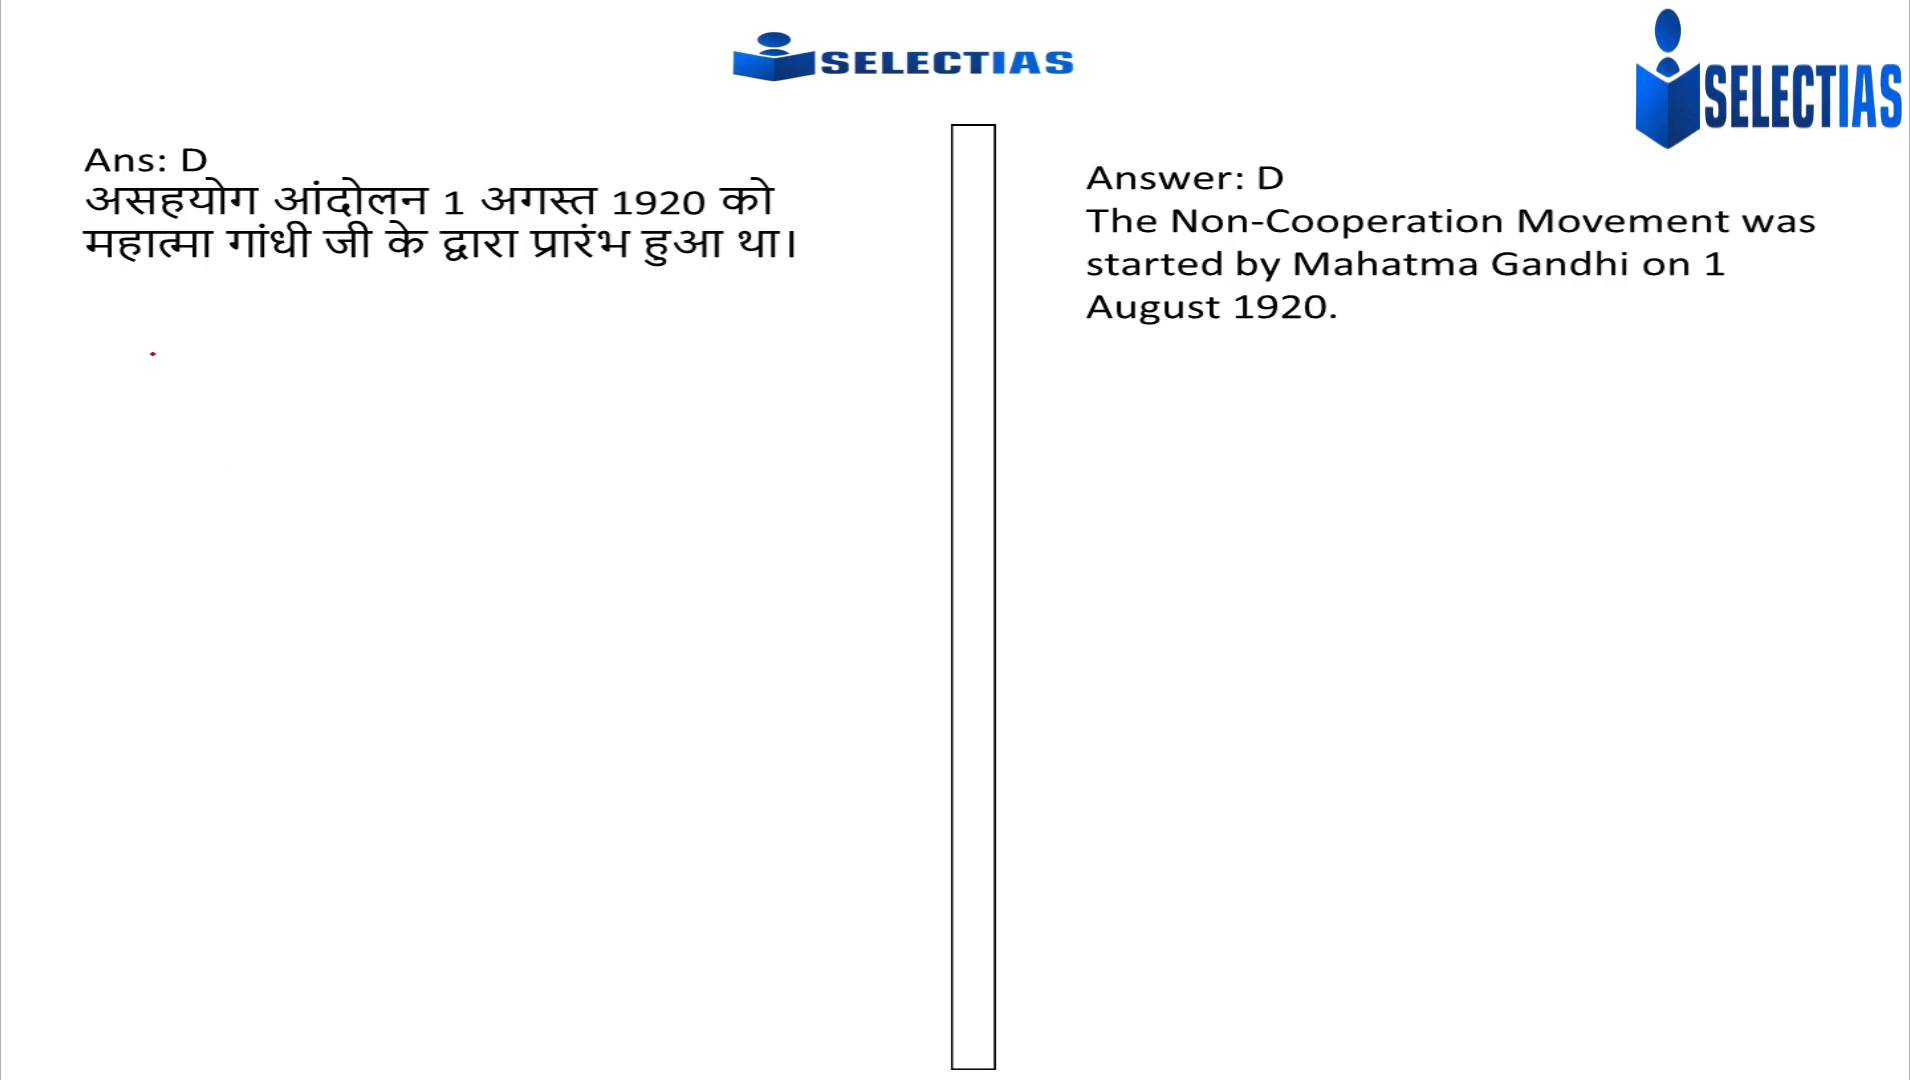 SELECTIAS
SELECTIAS
Ans: D
असहयोग आंदोलन 1 अगस्त 1920 को
महात्मा गांधी जी के द्वारा प्रारंभ हुआ था।
Answer: D
The Non-Cooperation Movement was
started by Mahatma Gandhi on 1
August 1920.